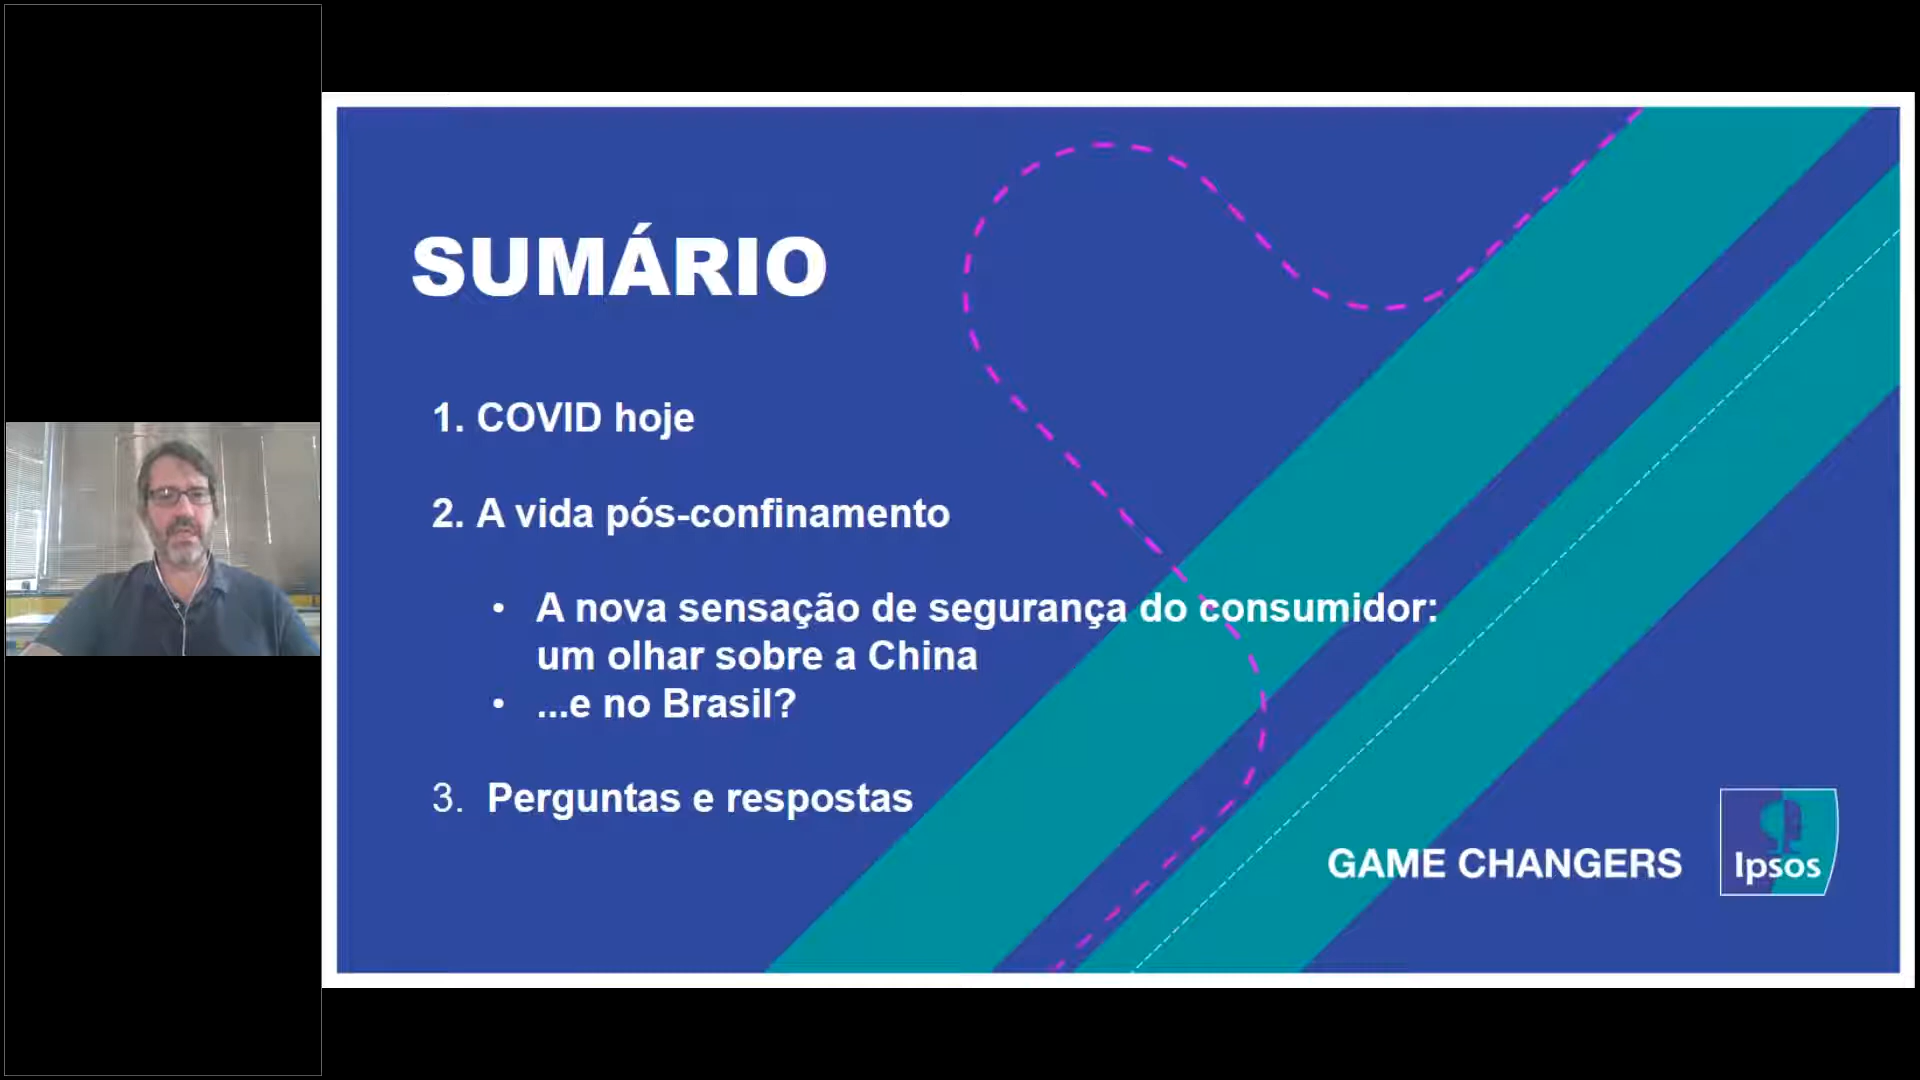 SUMÁRIO
1. COVID hoje
2. A vida pós-confinamento
• A nova sensação de segurança do consumidor:
um olhar sobre a China
• ...e no Brasil?
3. Perguntas e respostas
GAME CHANGERS
Ipsos